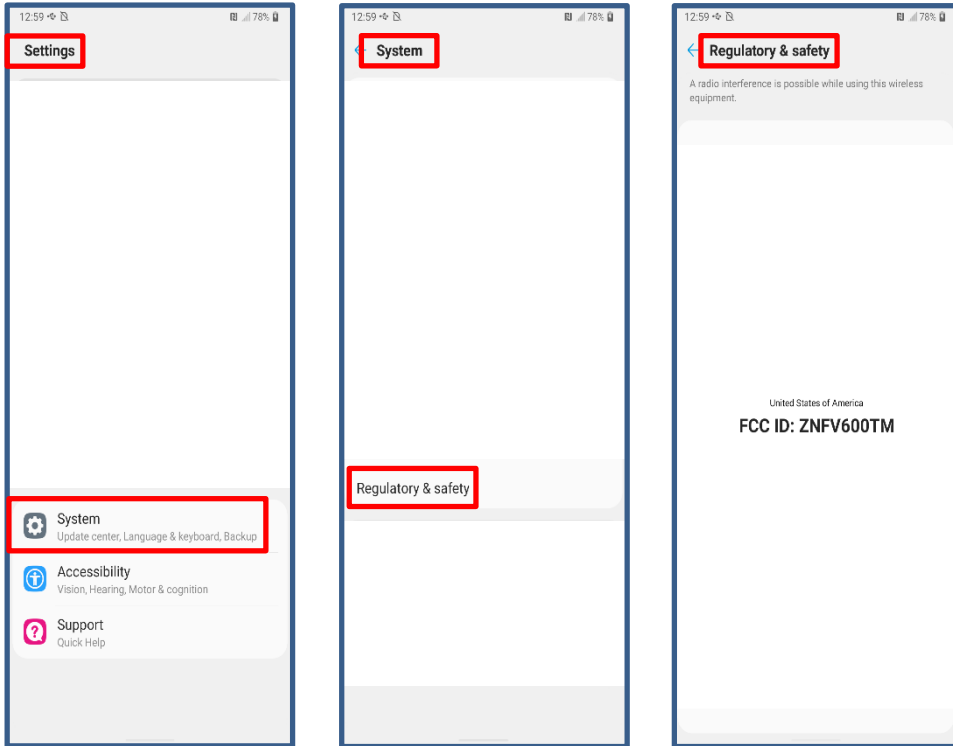 12:59 78%
Settings
System
Update center, Language & keyboard, Backup
Accessibility
Vision, Hearing, Motor & cognition
Support
Quick Help
12:59 78%
System
Regulatory & safety
12:59 78%
Regulatory & safety
A radio interference is possible while using this wireless
equipment.
United States of America
FCC ID: ZNFV600TM